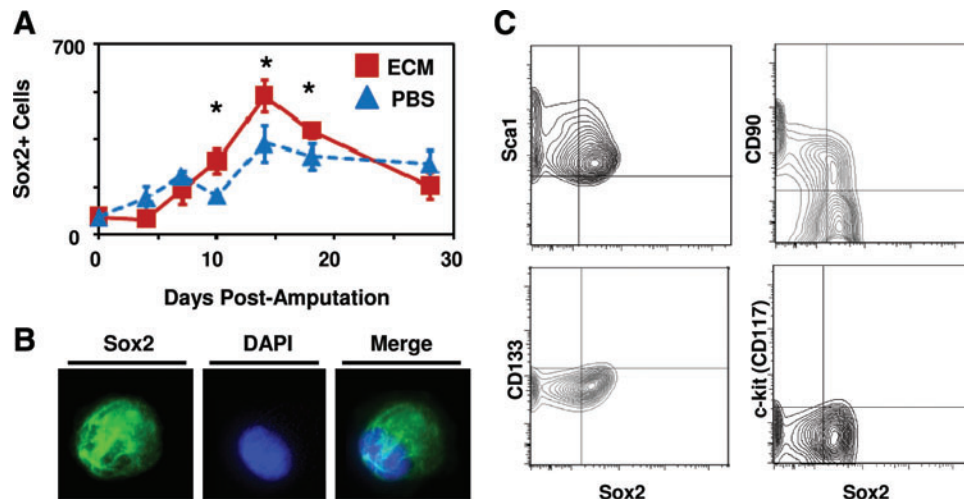 A
700
Sox2+ Cells
0
* * *
ECM
PBS
0 10 20 30
Days Post-Amputation
B
Sox2 DAPI Merge
C
Sca1
CD90
CD133
c-kit (CD117)
Sox2 Sox2